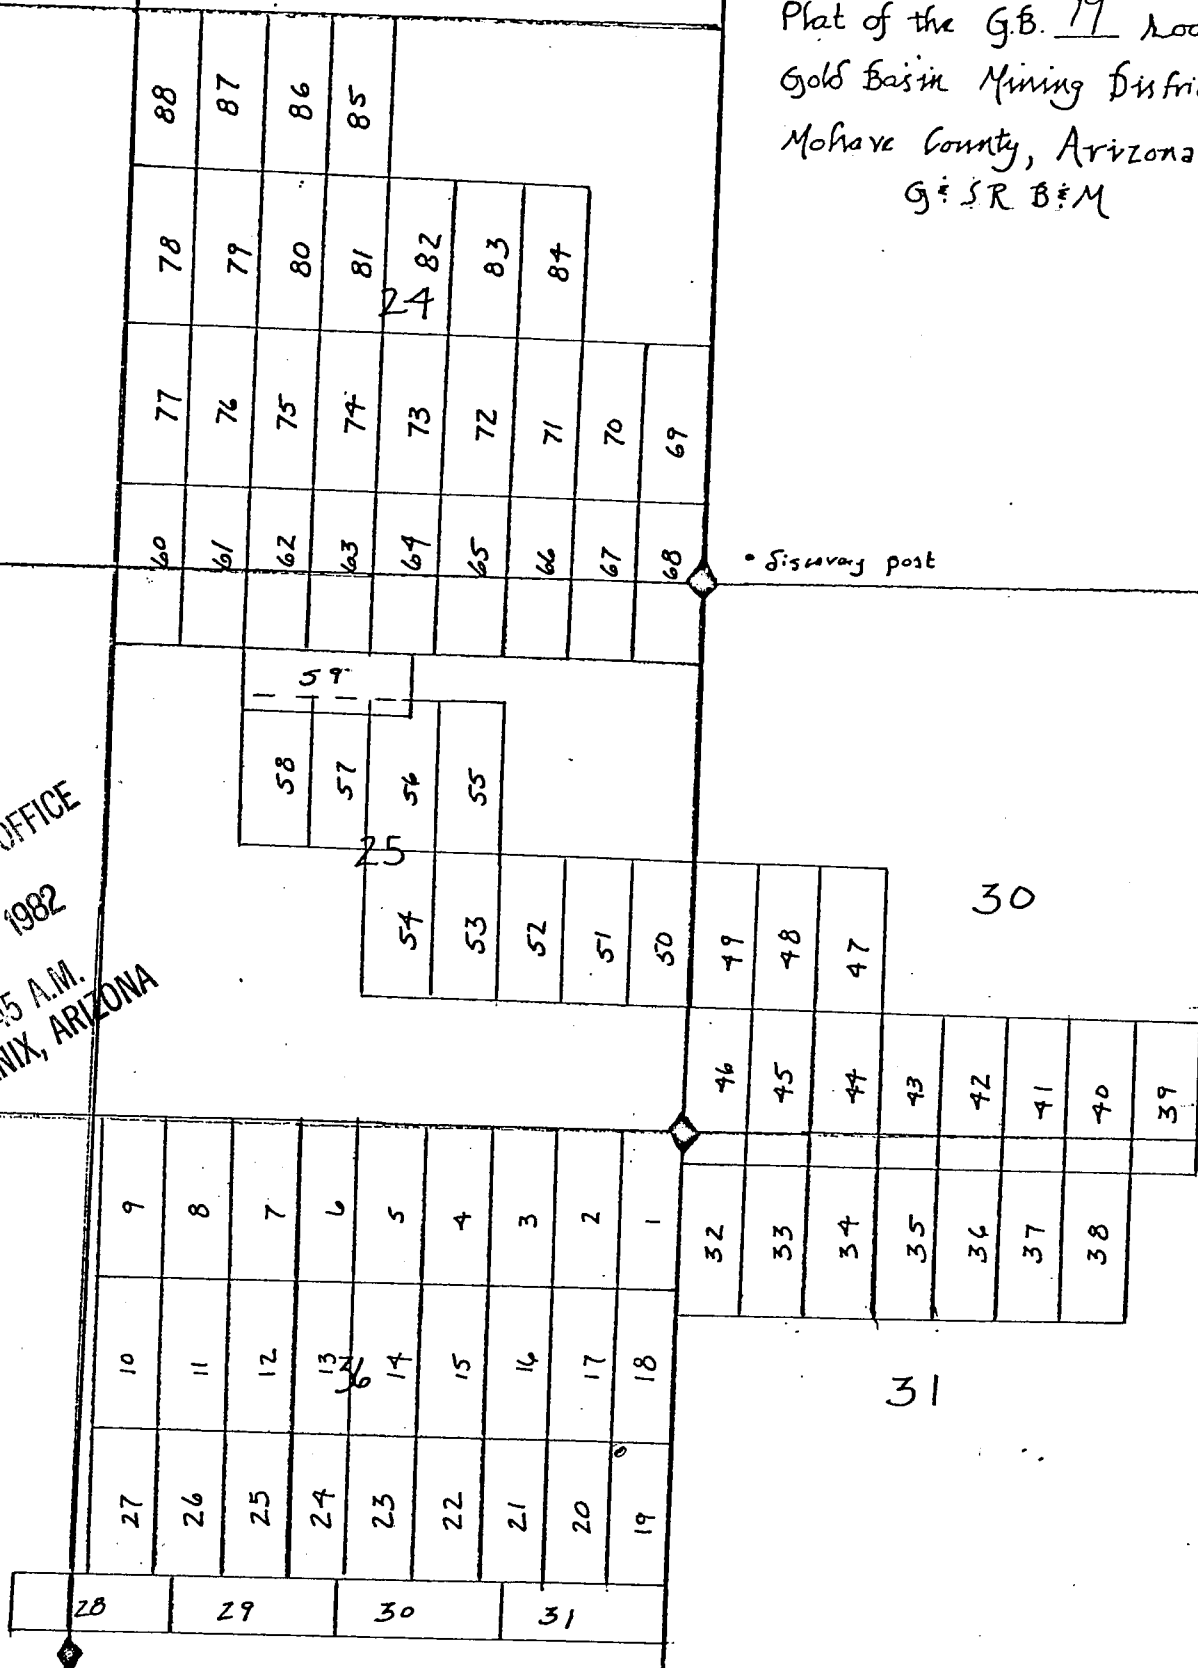 Plat of the G.B. 19
Gold Basin Mining Distri
Mohave County, Arizona
G & S R B & M
88 87 86 85
78 79 80 81 82 83 84
24
77 76 75 74 73 72 71 70 69
60 61 62 63 64 65 66 67 68
• discovery post
59
58 57 56 55
25
OFFICE
1982
45 A.M.
NIX, ARIZONA
54 53 52 51 50 49 48 47
30
46 45 44 43 42 41 40 39
9 8 7 6 5 4 3 2 1
32 33 34 35 36 37 38
10 11 12 13 14 15 16 17 18
36
31
27 26 25 24 23 22 21 20 19
28 29 30 31